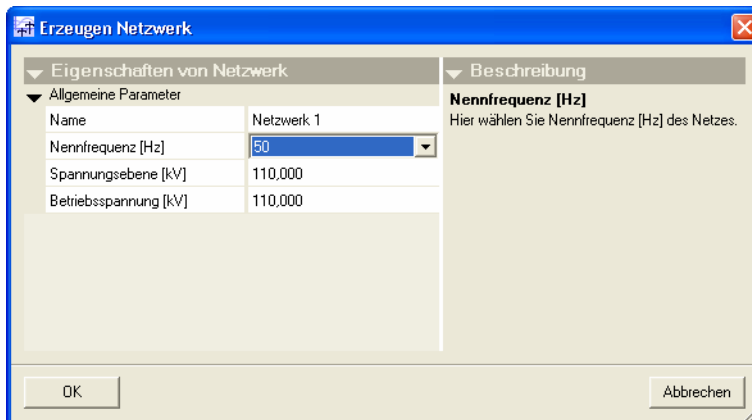 Erzeugen Netzwerk
Eigenschaften von Netzwerk
Allgemeine Parameter
Name Netzwerk 1
Nennfrequenz [Hz] 50
Spannungsebene [kV] 110,000
Betriebsspannung [kV] 110,000
Beschreibung
Nennfrequenz [Hz]
Hier wählen Sie Nennfrequenz [Hz] des Netzes.
OK
Abbrechen